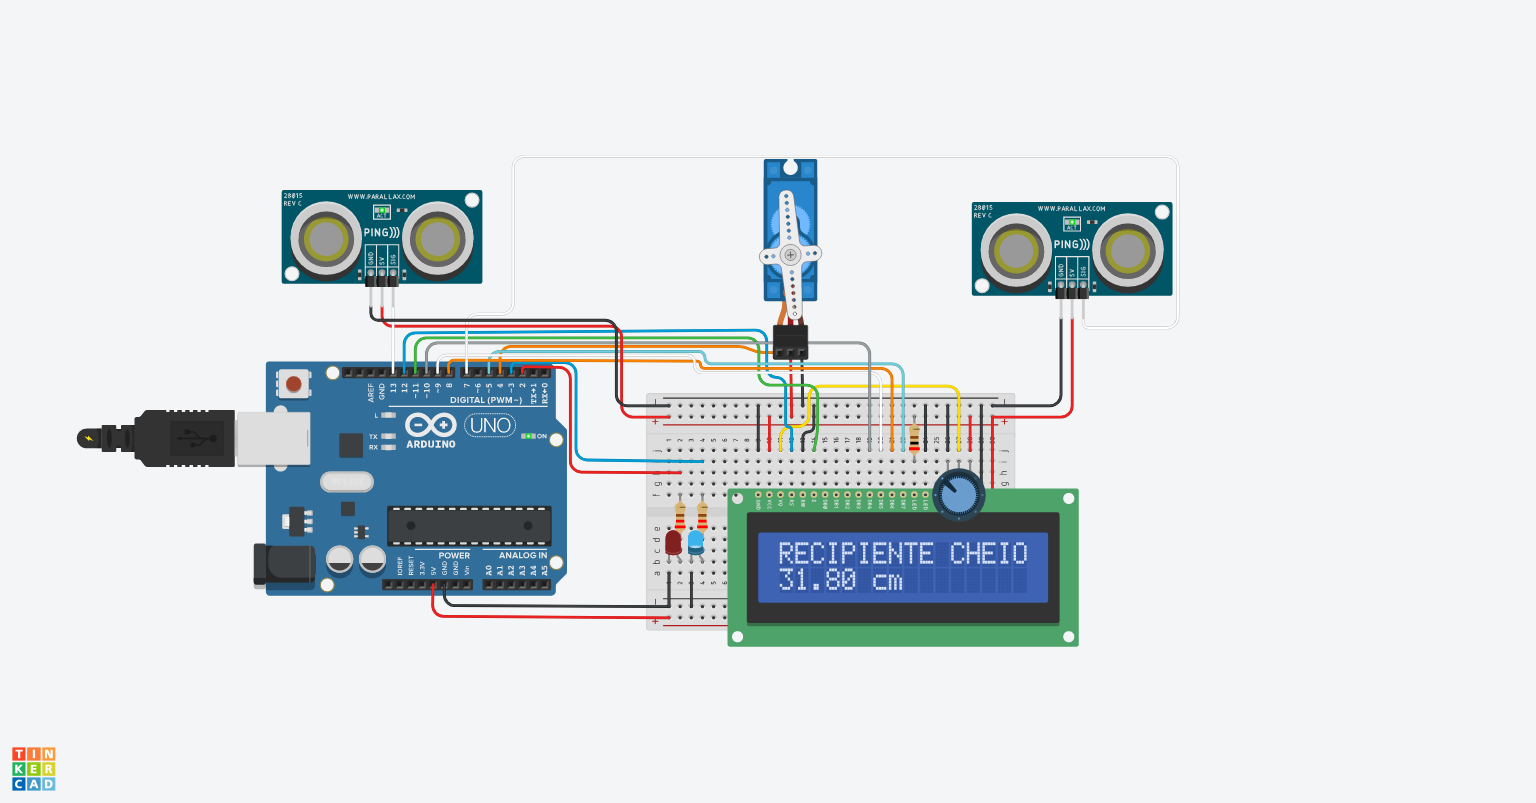 28015
REV C
WWW.PARALLAX.COM
ACT
PING)))
GND
5V
SIG
28015
REV C
WWW.PARALLAX.COM
ACT
PING)))
GND
5V
SIG
AREF
GND
13
12
~11
~10
~9
8
7
~6
~5
4
~3
2
TX→1
RX←0
DIGITAL (PWM~)
L
TX
RX
ARDUINO
UNO
ON
POWER
ANALOG IN
IOREF
RESET
3.3V
5V
GND
GND
Vin
A0
A1
A2
A3
A4
A5
RECIPIENTE CHEIO
31.80 cm
TIN
KER
CAD